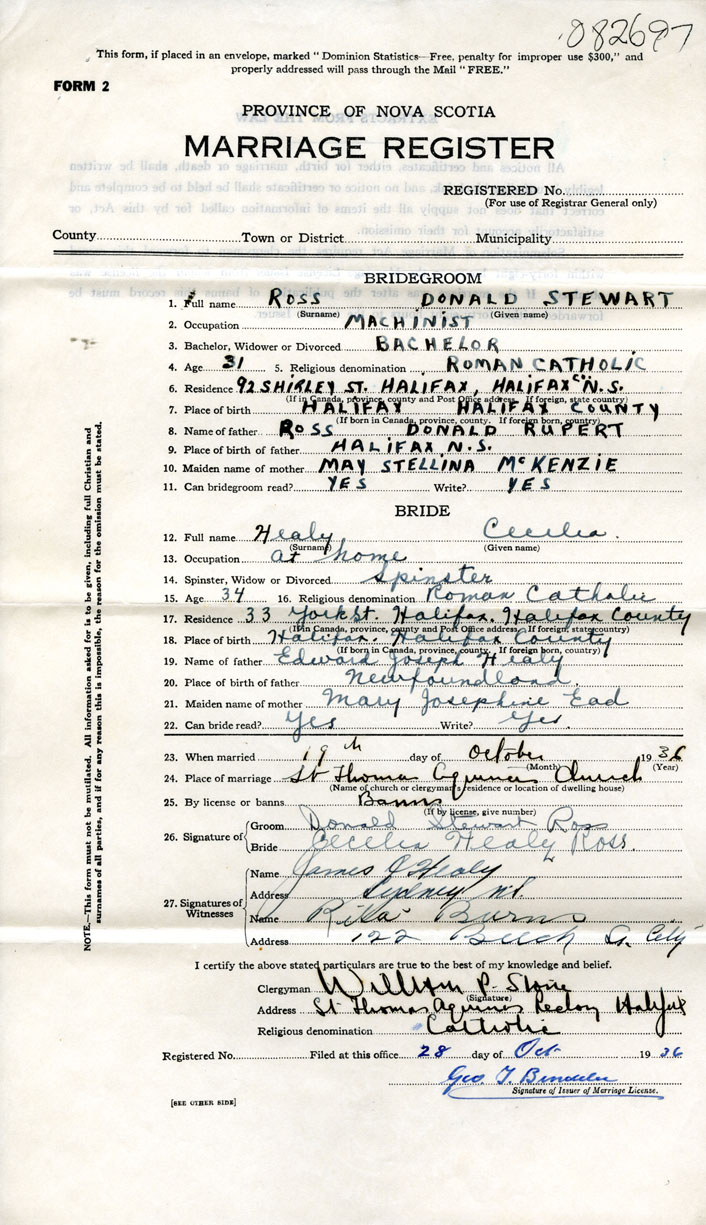 082697
This form, if placed in an envelope, marked "Dominion Statistics—Free, penalty for improper use $300," and
properly addressed will pass through the Mail "FREE."
FORM 2
PROVINCE OF NOVA SCOTIA
MARRIAGE REGISTER
REGISTERED No.
(For use of Registrar General only)
County Town or District Municipality
BRIDEGROOM
1. Full name ROSS DONALD STEWART
(Surname) (Given name)
2. Occupation MACHINIST
3. Bachelor, Widower or Divorced BACHELOR
4. Age 31 5. Religious denomination ROMAN CATHOLIC
6. Residence 92 SHIRLEY ST. HALIFAX, HALIFAX Co N.S.
(If in Canada, province, county and Post Office address. If foreign, state country)
7. Place of birth HALIFAX HALIFAX COUNTY
(If born in Canada, province, county. If foreign born, country)
8. Name of father ROSS DONALD RUPERT
9. Place of birth of father HALIFAX N.S.
10. Maiden name of mother MAY STELLINA McKENZIE
11. Can bridegroom read? YES Write? YES
BRIDE
12. Full name Healy Cecelia.
(Surname) (Given name)
13. Occupation at home
14. Spinster, Widow or Divorced spinster
15. Age 34 16. Religious denomination Roman Catholic
17. Residence 33 York St. Halifax. Halifax County
(If in Canada, province, county and Post Office address. If foreign, state country)
18. Place of birth Halifax. Halifax County
(If born in Canada, province, county. If foreign born, country)
19. Name of father Edward Joseph Healy
20. Place of birth of father Newfoundland.
21. Maiden name of mother Mary Josephine Ead
22. Can bride read? Yes Write? Yes.
23. When married 19th day of October 1936
(Month) (Year)
24. Place of marriage St Thomas Aquinas Church
(Name of church or clergyman's residence or location of dwelling house)
25. By license or banns Banns
(If by license, give number)
26. Signature of
Groom Donald Stewart Ross
Bride Cecelia Healy Ross.
27. Signatures of Witnesses
Name James J Healy
Address Sydney N.S.
Name Rita Burns
Address 122 Beech St. City
I certify the above stated particulars are true to the best of my knowledge and belief.
Clergyman William P.
(Signature)
Address St Thomas Aquinas Rectory Halifax
Religious denomination Catholic
Registered No. Filed at this office 28 day of Oct 1936
Geo T.
Signature of Issuer of Marriage License.
[SEE OTHER SIDE]
NOTE.—This form must not be mutilated. All information asked for is to be given, including full Christian and
surnames of all parties, and if for any reason this is impossible, the reason for the omission must be stated.